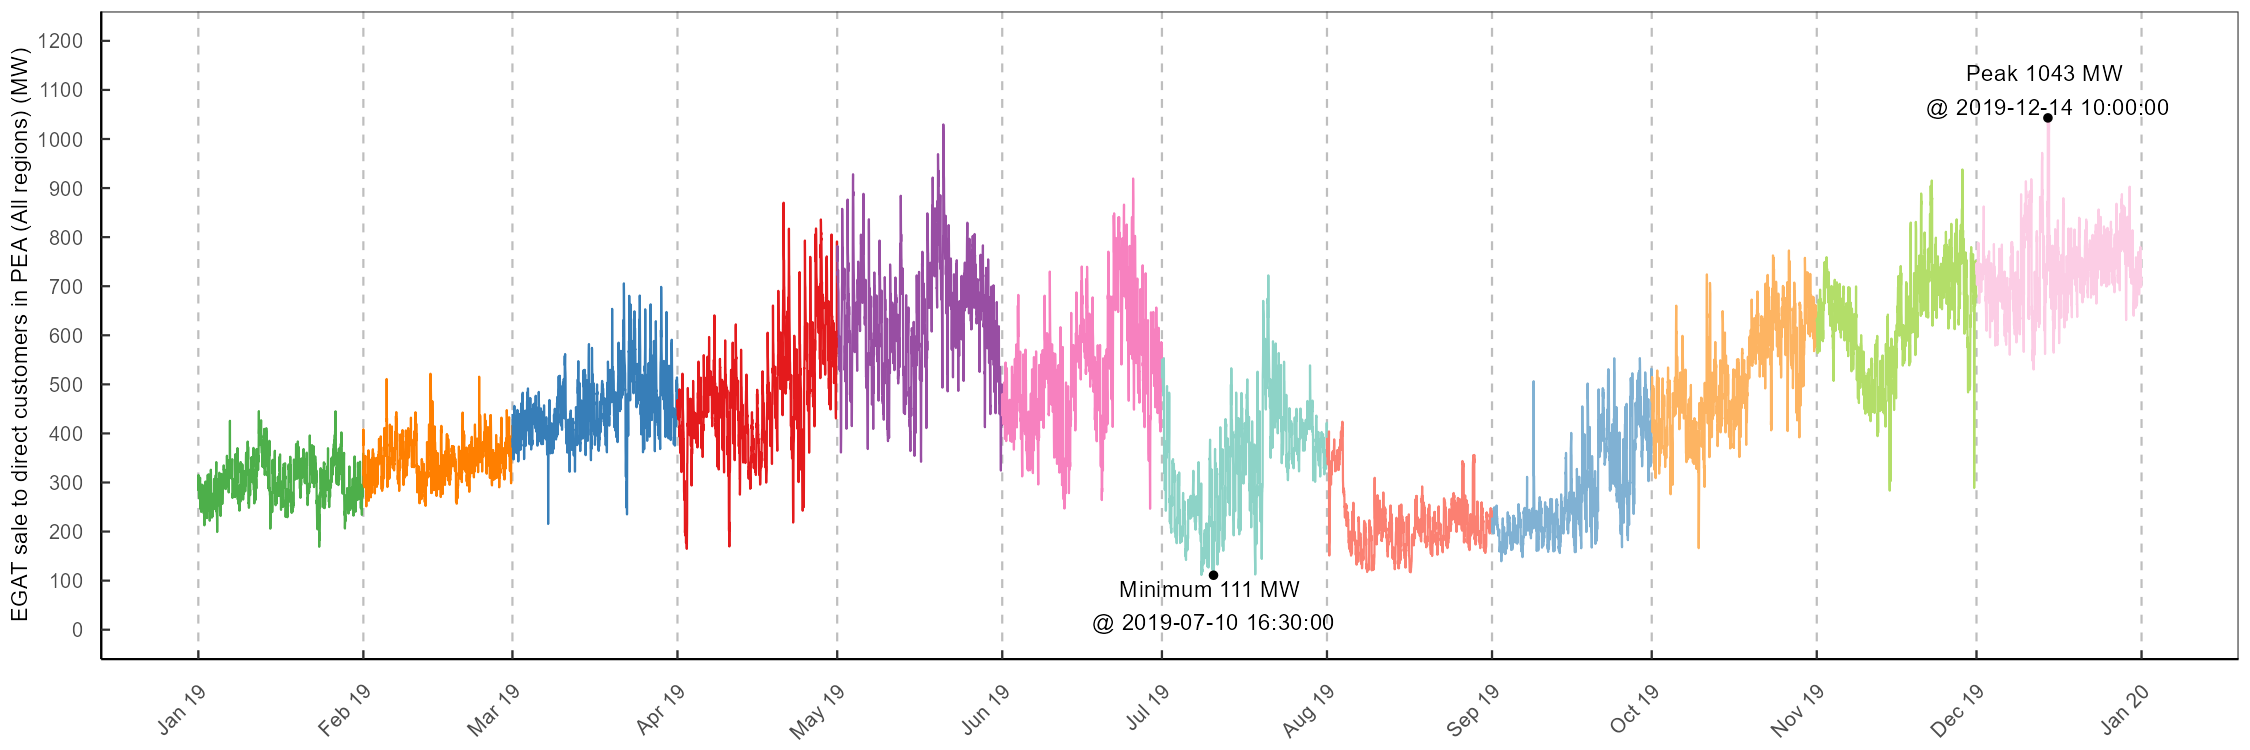 EGAT sale to direct customers in PEA (All regions) (MW)
1200
1100
1000
900
800
700
600
500
400
300
200
100
0
Peak 1043 MW
@ 2019-12-14 10:00:00
Minimum 111 MW
@ 2019-07-10 16:30:00
Jan 19
Feb 19
Mar 19
Apr 19
May 19
Jun 19
Jul 19
Aug 19
Sep 19
Oct 19
Nov 19
Dec 19
Jan 20